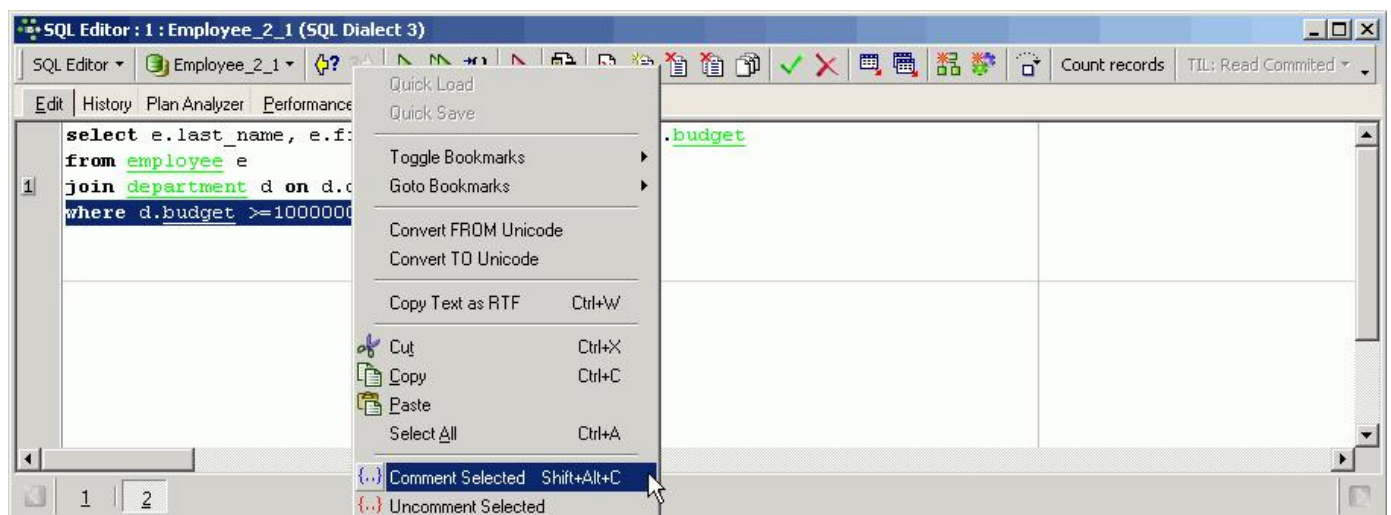 SQL Editor : 1 : Employee_2_1 (SQL Dialect 3)
SQL Editor Employee_2_1 Count records TIL: Read Commited
Edit History Plan Analyzer Performance
select e.last_name, e.f .budget
from employee e
1 join department d on d.
where d.budget >=1000000
Quick Load
Quick Save
Toggle Bookmarks
Goto Bookmarks
Convert FROM Unicode
Convert TO Unicode
Copy Text as RTF Ctrl+W
Cut Ctrl+X
Copy Ctrl+C
Paste
Select All Ctrl+A
{..} Comment Selected Shift+Alt+C
{..} Uncomment Selected
1 2